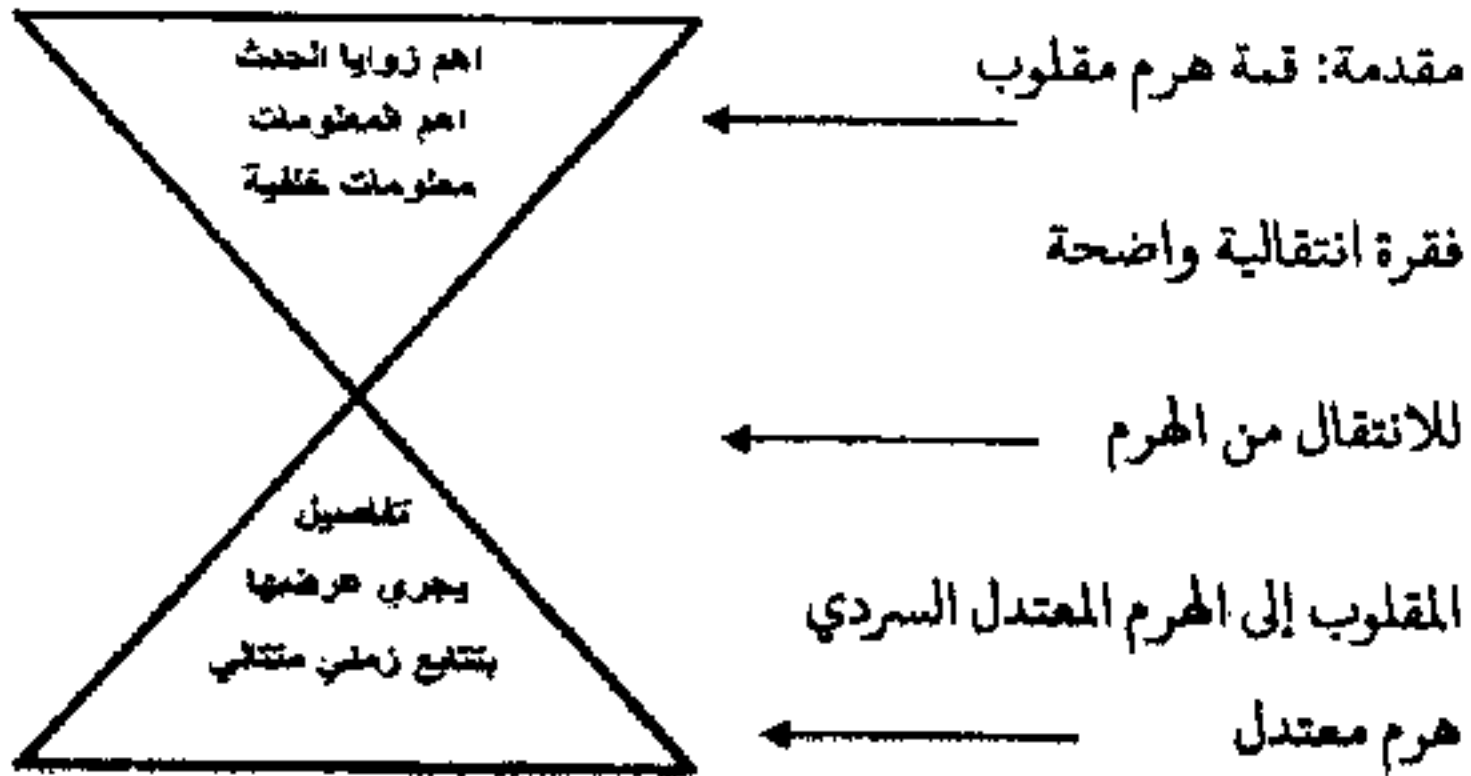 مقدمة: قمة هرم مقلوب
اهم زوايا الحدث
اهم المعلومات
معلومات خلفية
فقرة انتقالية واضحة
للانتقال من الهرم
تفاصيل
يجري عرضها
بتتابع زمني متتالي
المقلوب إلى الهرم المعتدل السردي
هرم معتدل